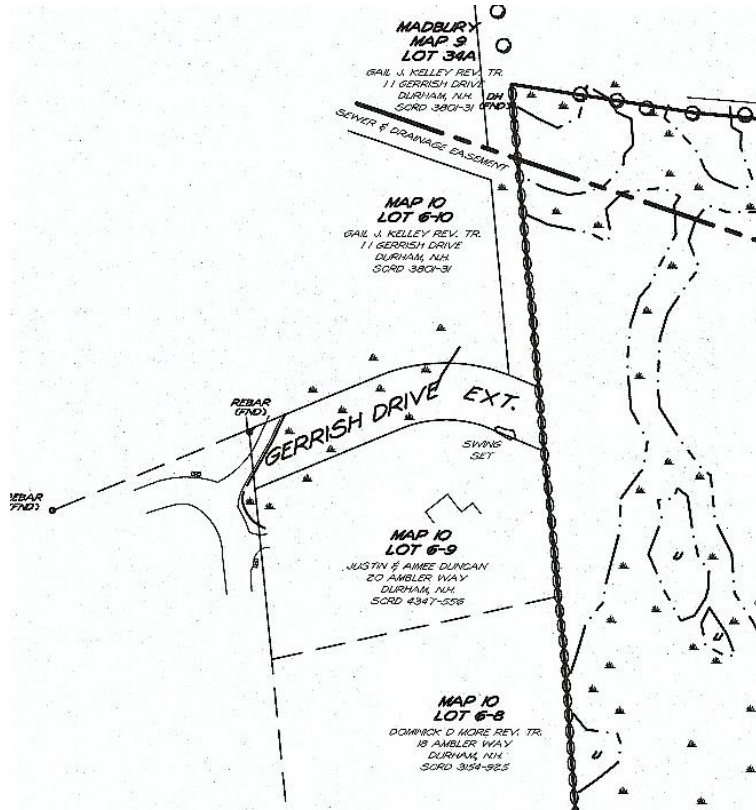 MADBURY
MAP 9
LOT 34A
GAIL J. KELLEY REV. TR.
11 GERRISH DRIVE
DURHAM, N.H.
SCRD 3801-31
DH
(FND)
SEWER & DRAINAGE EASEMENT
MAP 10
LOT 6-10
GAIL J. KELLEY REV. TR.
11 GERRISH DRIVE
DURHAM, N.H.
SCRD 3801-31
REBAR
(FND)
GERRISH DRIVE EXT.
SWING
SET
REBAR
(FND)
MAP 10
LOT 6-9
JUSTIN & AIMEE DUNCAN
20 AMBLER WAY
DURHAM, N.H.
SCRD 4347-556
U
U
MAP 10
LOT 6-8
DOMINICK D MORE REV. TR.
18 AMBLER WAY
DURHAM, N.H.
SCRD 3154-925
U